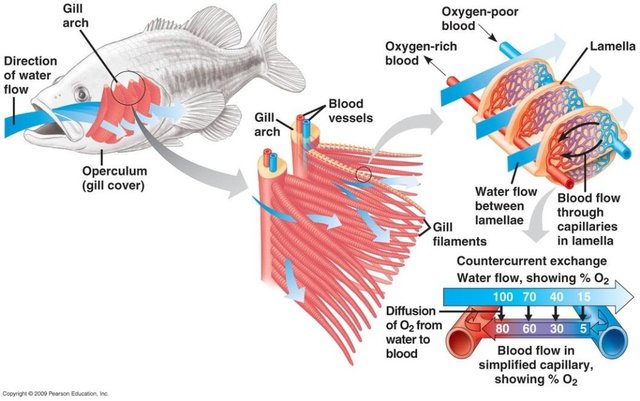 Gill
arch
Direction
of water
flow
Operculum
(gill cover)
Gill
arch
Blood
vessels
Gill
filaments
Oxygen-poor
blood
Oxygen-rich
blood
Lamella
Water flow
between
lamellae
Blood flow
through
capillaries
in lamella
Countercurrent exchange
Water flow, showing % O2
100 70 40 15
Diffusion
of O2 from
water to
blood
80 60 30 5
Blood flow in
simplified capillary,
showing % O2
Copyright © 2009 Pearson Education, Inc.